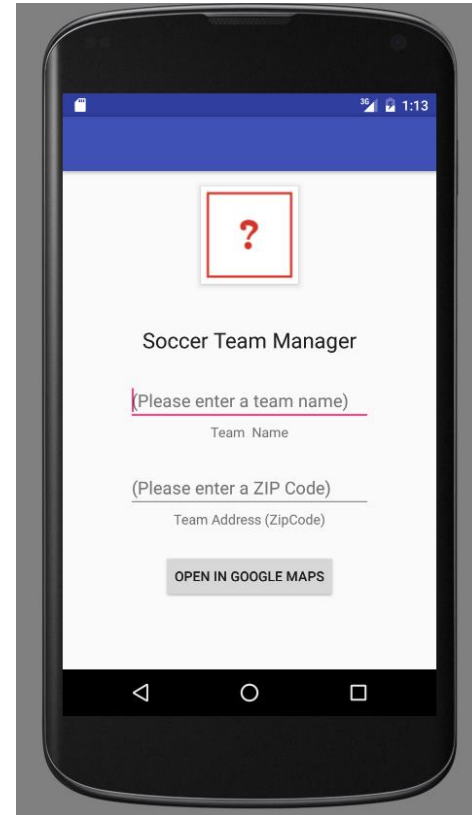 3G 1:13
?
Soccer Team Manager
(Please enter a team name)
Team Name
(Please enter a ZIP Code)
Team Address (ZipCode)
OPEN IN GOOGLE MAPS